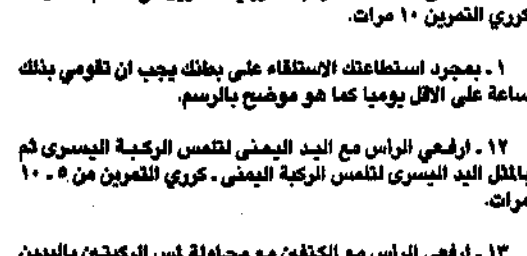 كرري التمرين ١٠ مرات.
١ ـ بمجرد استطاعتك الاستلقاء على بطنك يجب ان تقومي بذلك
ساعة على الاقل يوميا كما هو موضح بالرسم.
١٢ ـ ارفعي الرأس مع اليد اليمنى لتلمس الركبة اليسرى ثم
بالمثل اليد اليسرى لتلمس الركبة اليمنى ـ كرري التمرين من ٥ ـ ١٠
مرات.
١٣ ـ ارفعي الرأس مع الكتفين مع محاولة لمس الركبتين باليدين